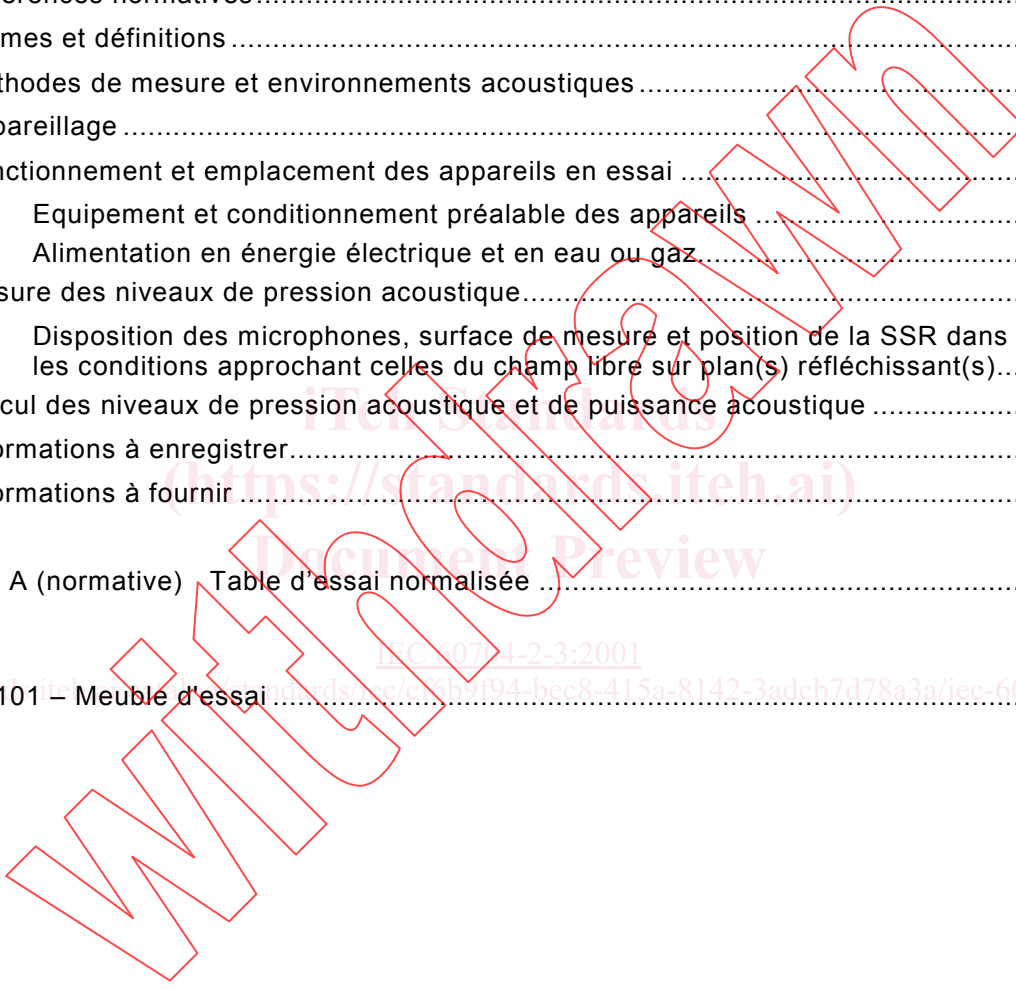 érences normatives
mes et définitions
thodes de mesure et environnements acoustiques
pareillage
nctionnement et emplacement des appareils en essai
Equipement et conditionnement préalable des appareils
Alimentation en énergie électrique et en eau ou gaz
sure des niveaux de pression acoustique
Disposition des microphones, surface de mesure et position de la SSR dans
les conditions approchant celles du champ libre sur plan(s) réfléchissant(s)
iTeh Standards
cul des niveaux de pression acoustique et de puissance acoustique
ormations à enregistrer
(https://standards.iteh.ai)
ormations à fournir
Document Preview
A (normative) Table d'essai normalisée
IEC 60704-2-3:2001
101 – Meuble d'essai
/standards/iec/cf6b9f94-bec8-415a-8142-3adcb7d78a3a/iec-60
withdrawn